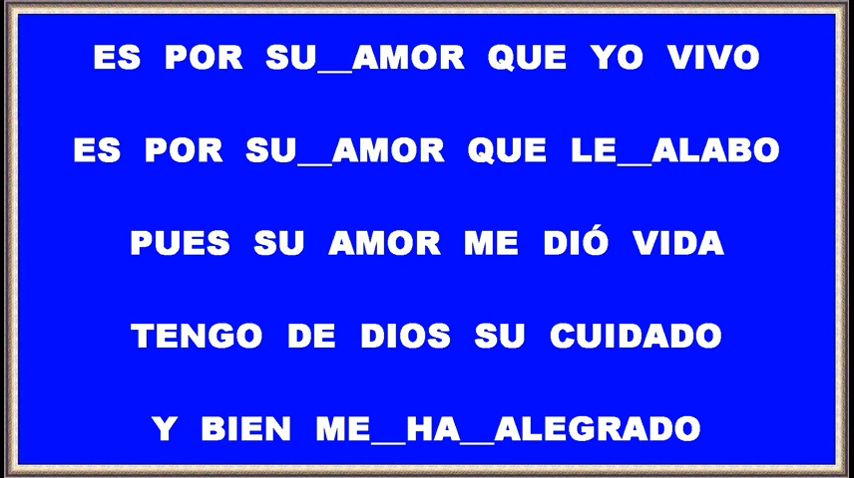 ES POR SU__AMOR QUE YO VIVO
ES POR SU__AMOR QUE LE__ALABO
PUES SU AMOR ME DIÓ VIDA
TENGO DE DIOS SU CUIDADO
Y BIEN ME__HA__ALEGRADO